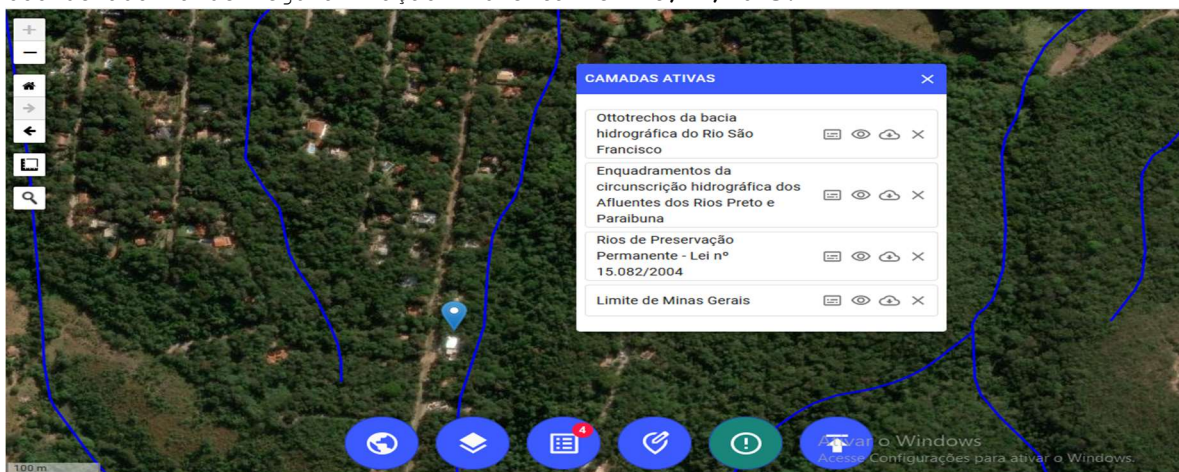 CAMADAS ATIVAS
Ottotrechos da bacia
hidrográfica do Rio São
Francisco
Enquadramentos da
circunscrição hidrográfica dos
Afluentes dos Rios Preto e
Paraibuna
Rios de Preservação
Permanente - Lei nº
15.082/2004
Limite de Minas Gerais
4
Ativar o Windows
Acesse Configurações para ativar o Windows.
100 m